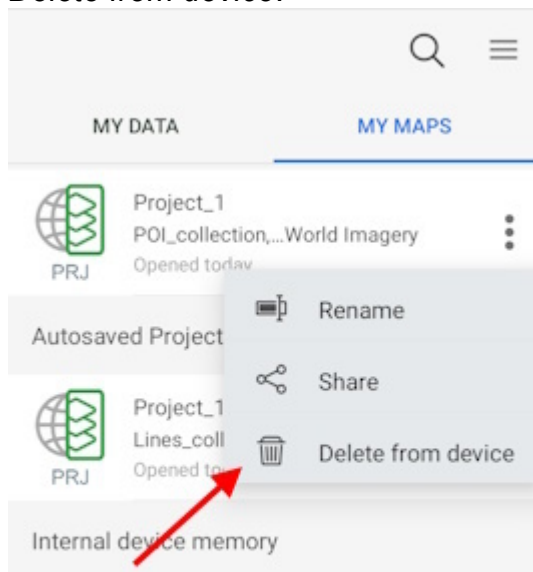 Delete from device.
MY DATA MY MAPS
Project_1
POI_collection,...World Imagery
Opened today
PRJ
Rename
Autosaved Project
Share
Project_1
Lines_coll
Delete from device
Opened to
PRJ
Internal device memory